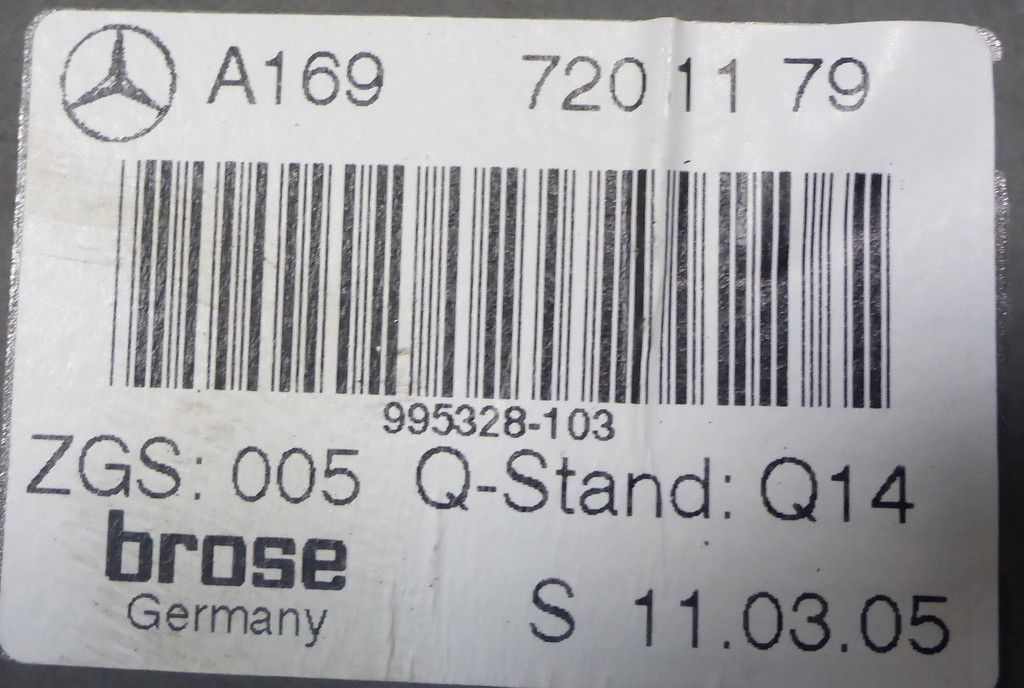 A169 720 11 79
995328-103
ZGS: 005 Q-Stand: Q14
brose
Germany
S 11.03.05